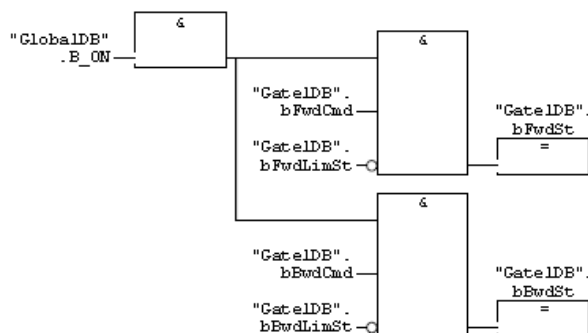 &
"GlobalDB"
.B_ON
&
"Gate1DB".
bFwdCmd
"Gate1DB".
bFwdSt
"Gate1DB".
bFwdLimSt
=
&
"Gate1DB".
bBwdCmd
"Gate1DB".
bBwdSt
"Gate1DB".
bBwdLimSt
=